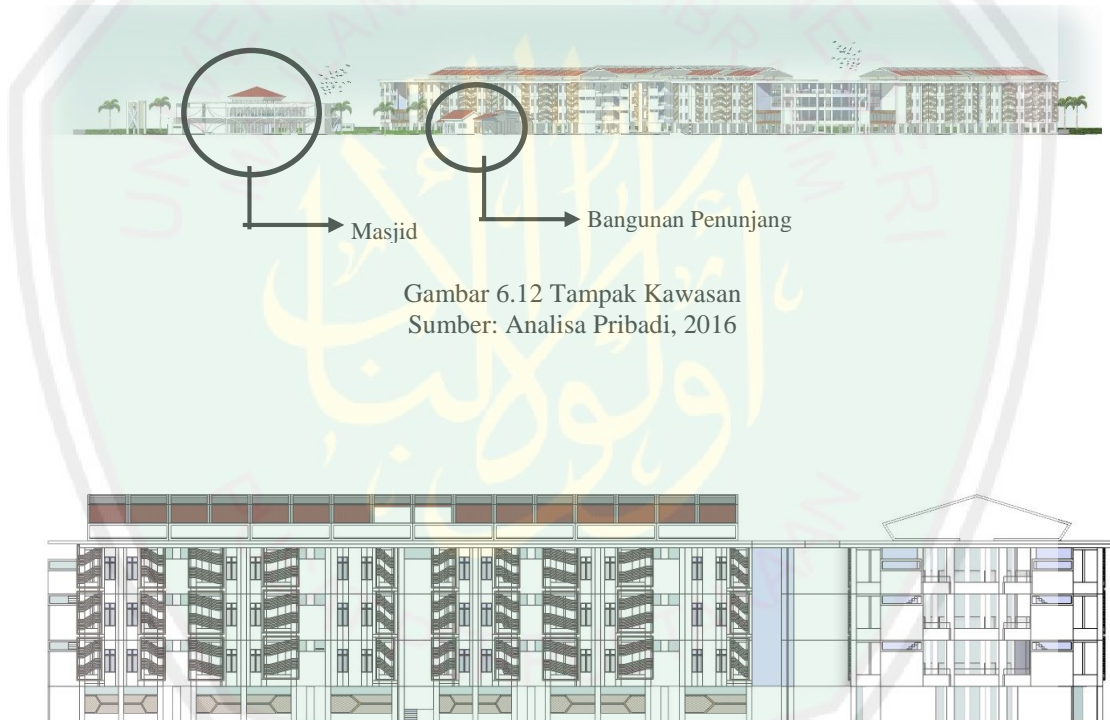 Masjid
Bangunan Penunjang
Gambar 6.12 Tampak Kawasan
Sumber: Analisa Pribadi, 2016